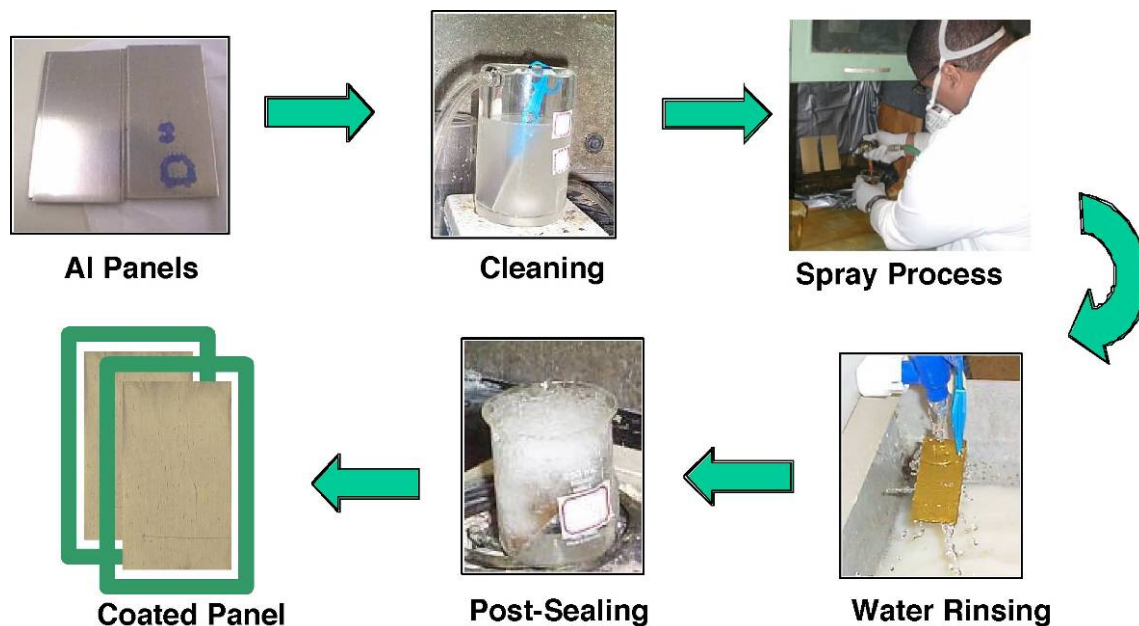 Al Panels
Cleaning
Spray Process
Coated Panel
Post-Sealing
Water Rinsing